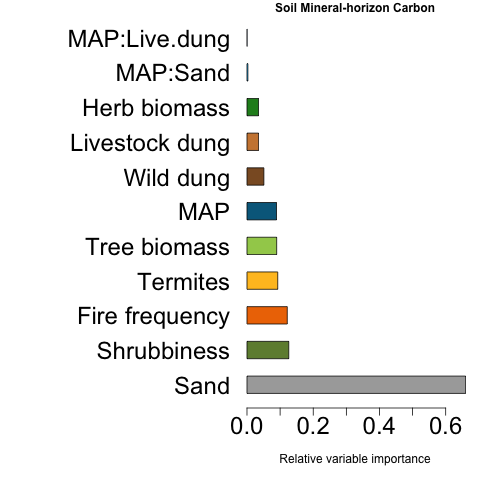 Soil Mineral-horizon Carbon
MAP:Live.dung
MAP:Sand
Herb biomass
Livestock dung
Wild dung
MAP
Tree biomass
Termites
Fire frequency
Shrubbiness
Sand
0.0 0.2 0.4 0.6
Relative variable importance